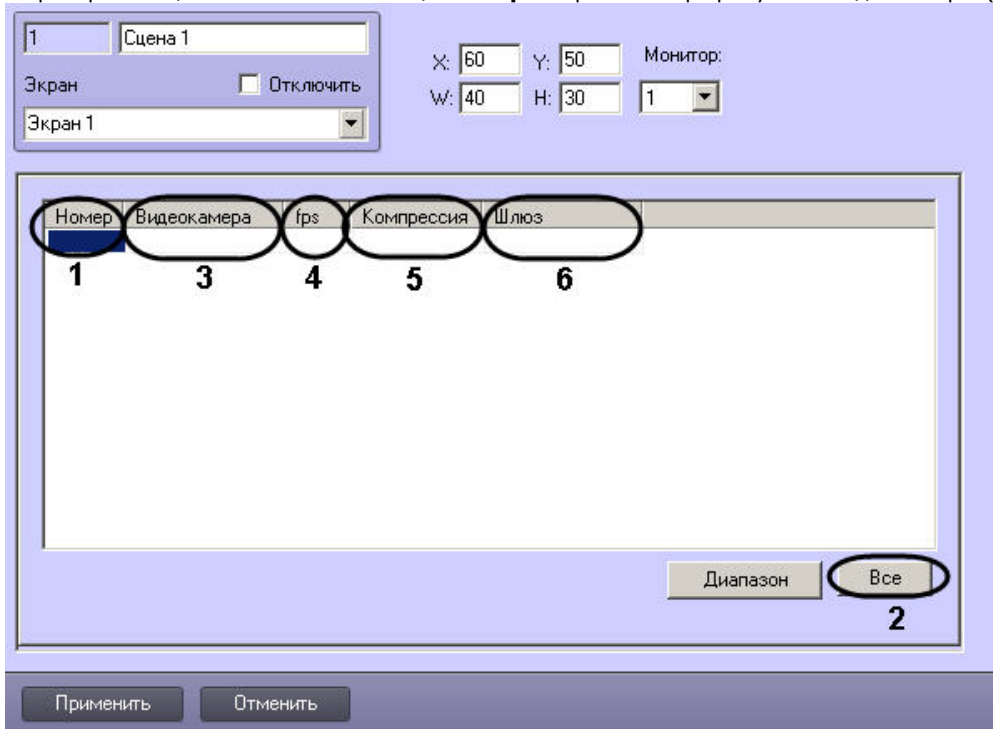 1 Сцена 1
Экран Отключить
Экран 1
X: 60 Y: 50 Монитор:
W: 40 H: 30 1
Номер Видеокамера fps Компрессия Шлюз
1 3 4 5 6
Диапазон Все
2
Применить Отменить